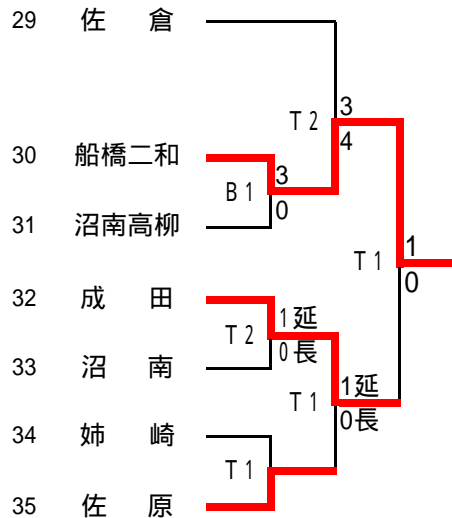 29 佐 倉
3
T2
4
30 船橋二和
3
B1
0
31 沼南高柳
1
T1
0
32 成 田
1延
T2
0長
33 沼 南
1延
T1
0長
34 姉 崎
T1
35 佐 原